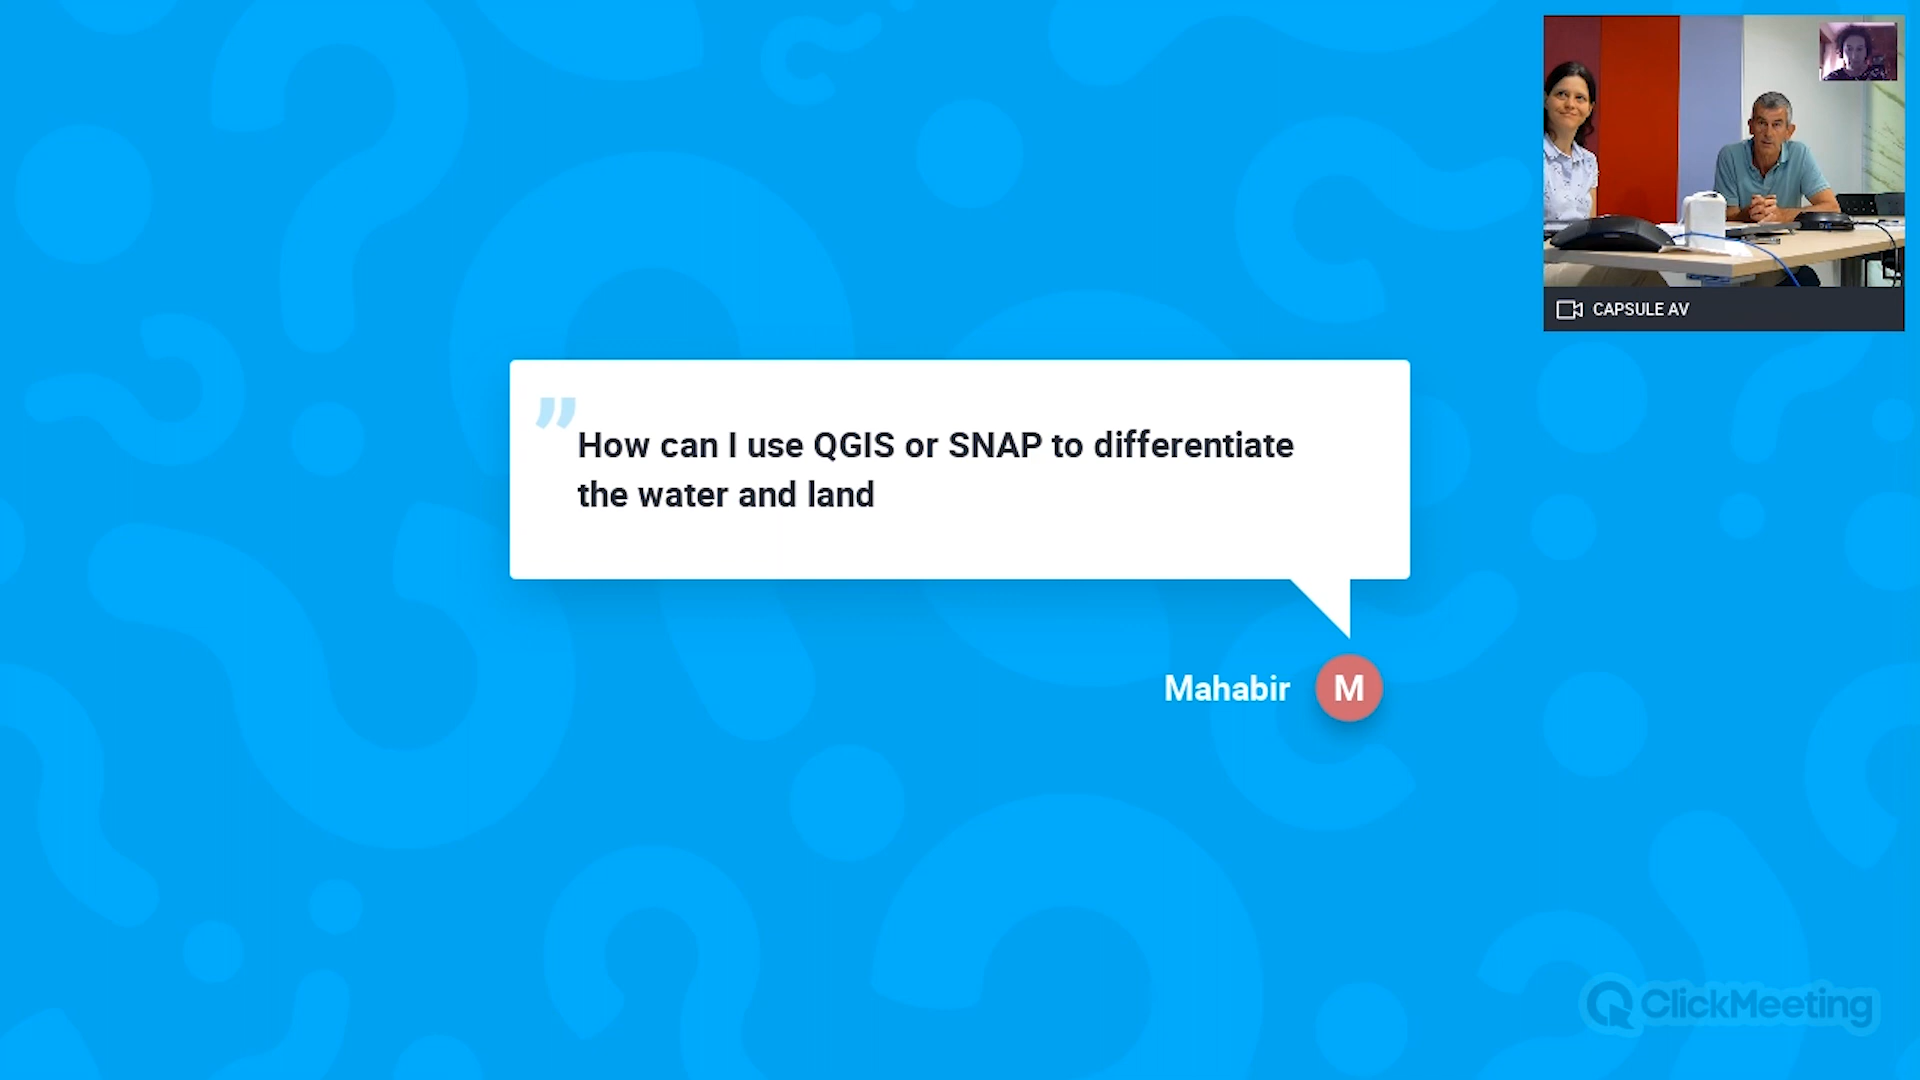 CAPSULE AV
”
How can I use QGIS or SNAP to differentiate
the water and land
Mahabir M
ClickMeeting